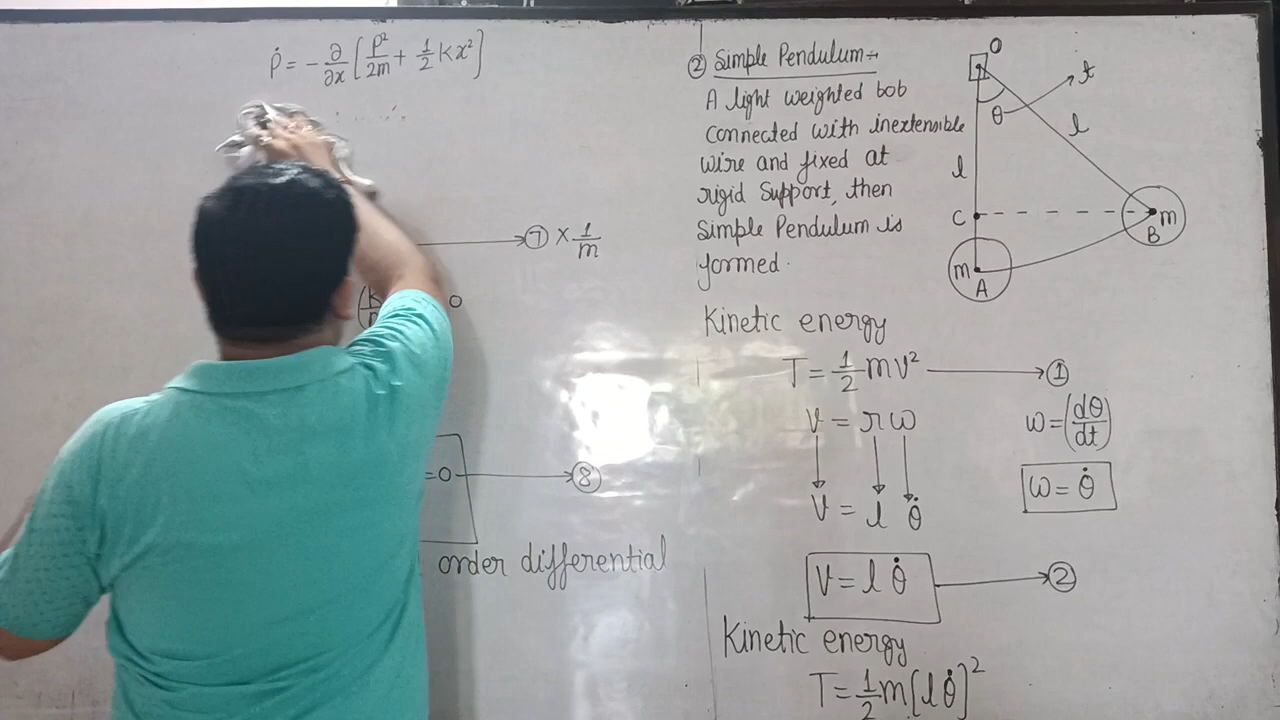 Ṗ = - ∂/∂x [P²/2m + 1/2 Kx²]
→ ⑦ × 1/m
0
=0 → ⑧
order differential
② Simple Pendulum :-
A light weighted bob
connected with inextensible
wire and fixed at
rigid Support, then
Simple Pendulum is
formed.
O
θ → t
l
l
C
m
B
m
A
Kinetic energy
T = 1/2 mv² → ①
v = rω
ω = (dθ/dt)
V = l θ̇
ω = θ̇
V = l θ̇ → ②
Kinetic energy
T = 1/2 m[l θ̇]²